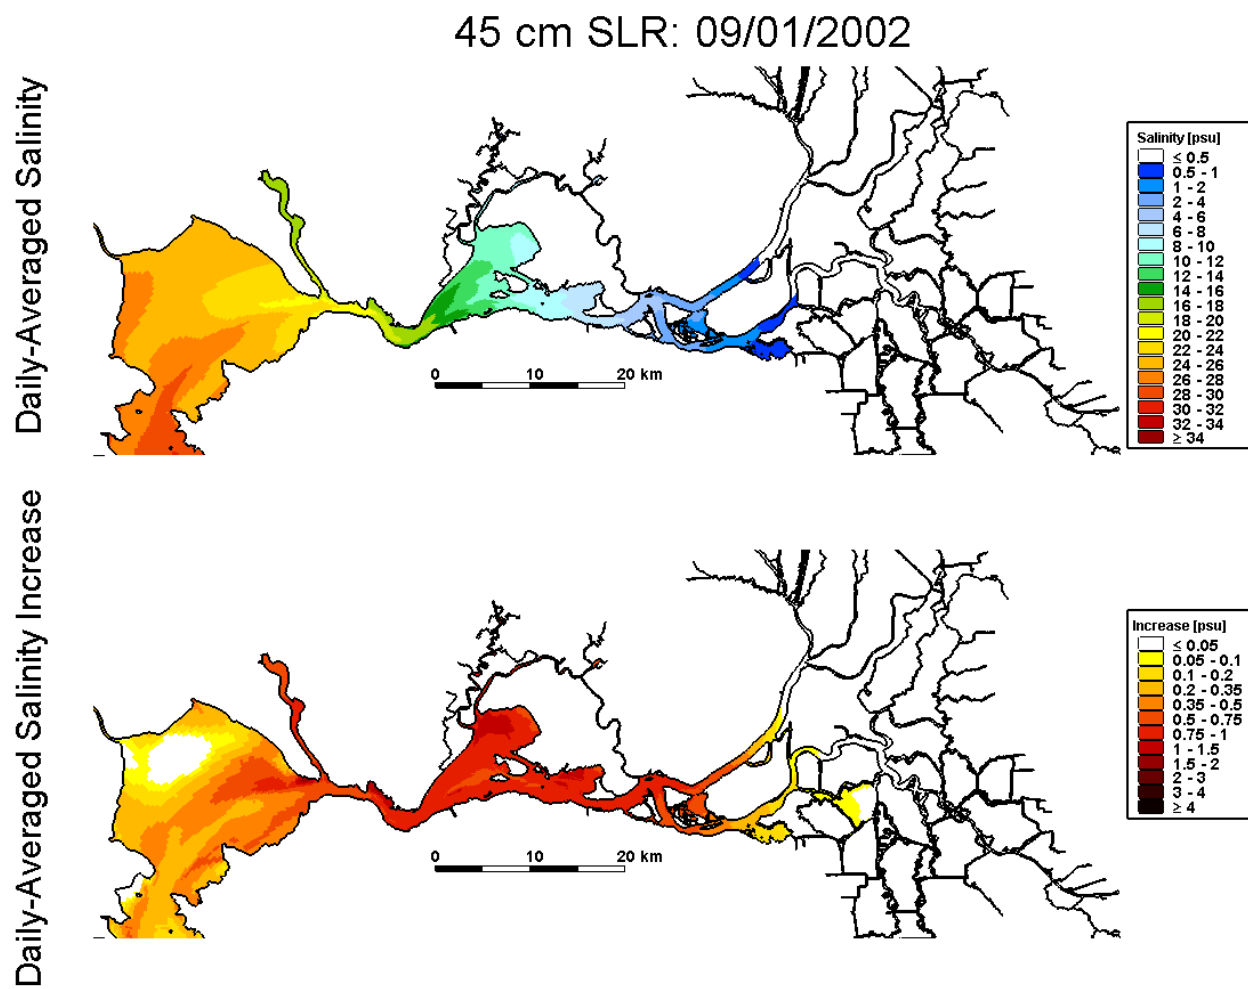 45 cm SLR: 09/01/2002
Daily-Averaged Salinity
0 10 20 km
Salinity [psu]
≤ 0.5
0.5 - 1
1 - 2
2 - 4
4 - 6
6 - 8
8 - 10
10 - 12
12 - 14
14 - 16
16 - 18
18 - 20
20 - 22
22 - 24
24 - 26
26 - 28
28 - 30
30 - 32
32 - 34
≥ 34
Daily-Averaged Salinity Increase
0 10 20 km
Increase [psu]
≤ 0.05
0.05 - 0.1
0.1 - 0.2
0.2 - 0.35
0.35 - 0.5
0.5 - 0.75
0.75 - 1
1 - 1.5
1.5 - 2
2 - 3
3 - 4
≥ 4